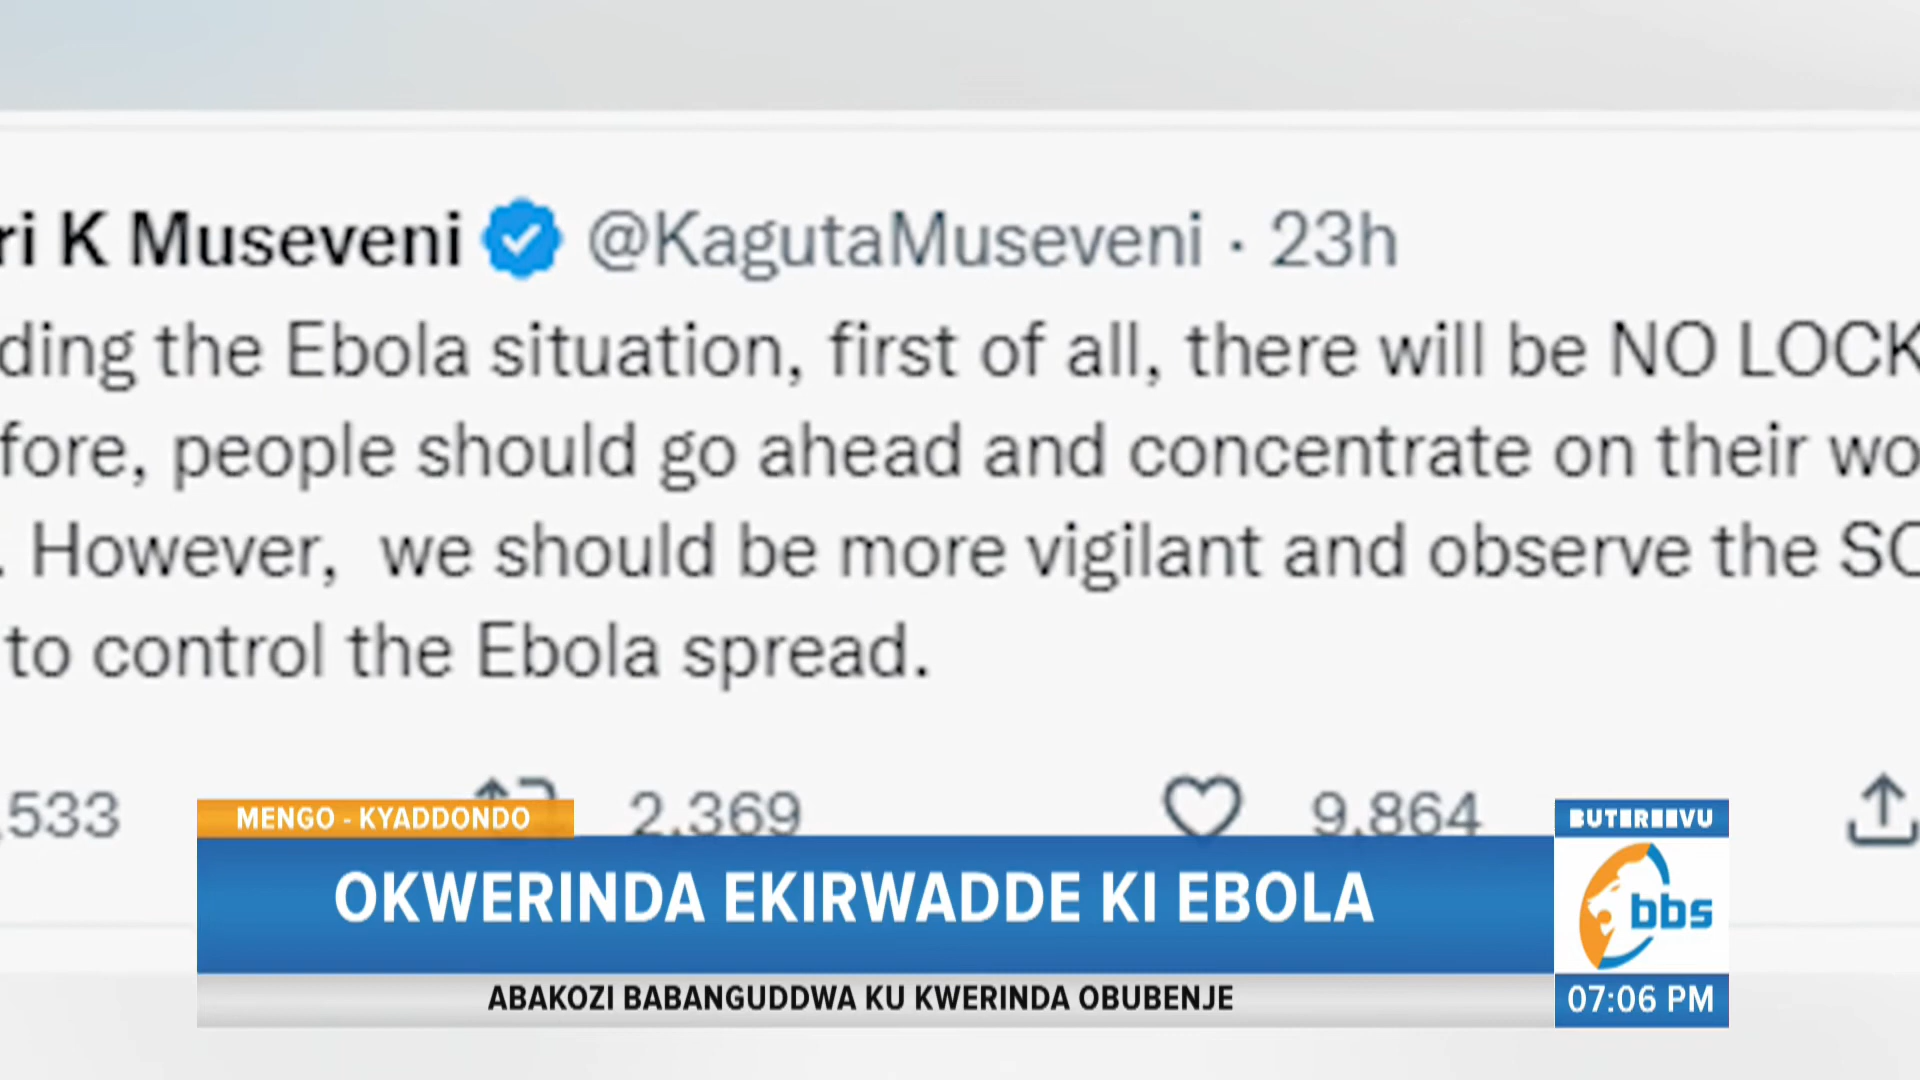 ri K Museveni @KagutaMuseveni · 23h
ding the Ebola situation, first of all, there will be NO LOCK
fore, people should go ahead and concentrate on their wo
. However, we should be more vigilant and observe the SO
to control the Ebola spread.
,533 2,369 9,864
MENGO - KYADDONDO
OKWERINDA EKIRWADDE KI EBOLA
ABAKOZI BABANGUDDWA KU KWERINDA OBUBENJE
BUTEREEVU
bbs
07:06 PM